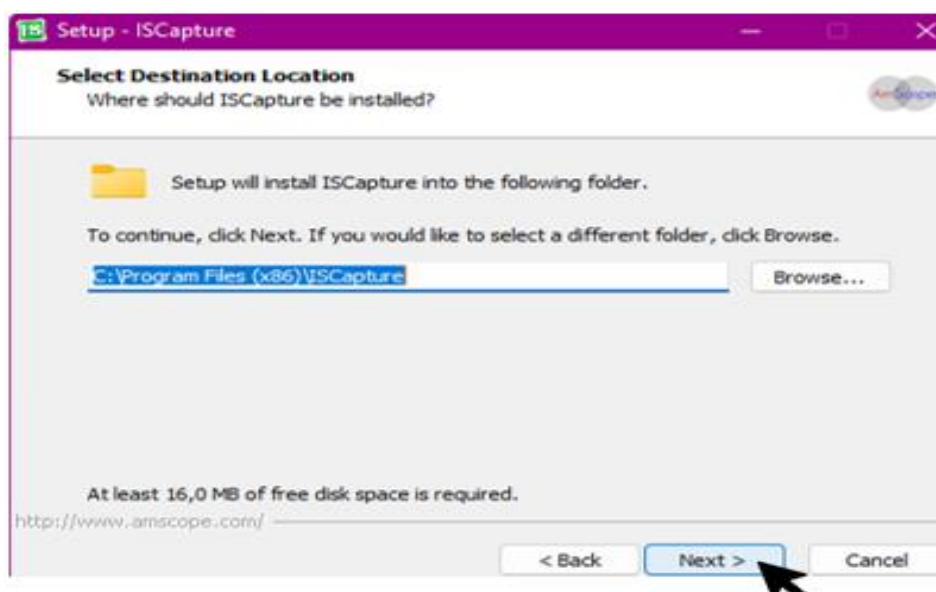 Setup - ISCapture
Select Destination Location
Where should ISCapture be installed?
AmScope
Setup will install ISCapture into the following folder.
To continue, click Next. If you would like to select a different folder, click Browse.
C:\Program Files (x86)\ISCapture
Browse...
At least 16,0 MB of free disk space is required.
http://www.amscope.com/
< Back
Next >
Cancel